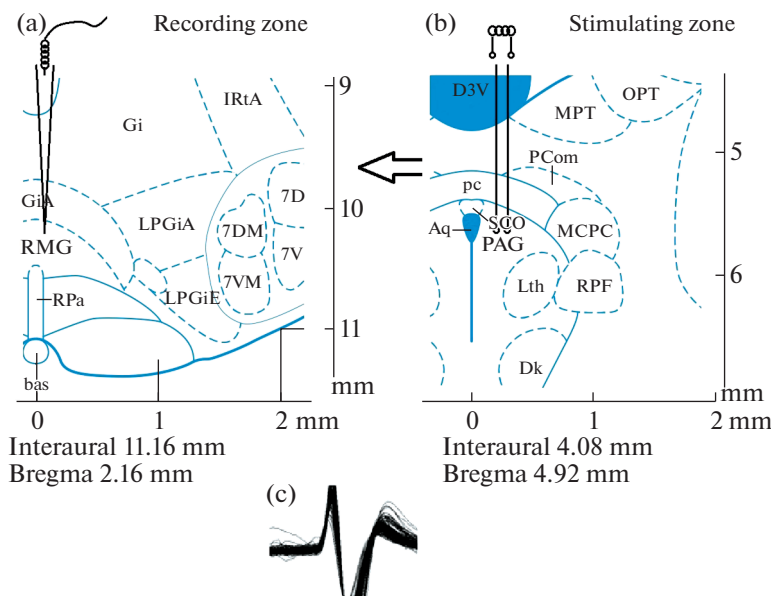 (a) Recording zone
9
IRtA
Gi
GiA
7D
LPGiA
10
7DM
RMG
7V
7VM
LPGiE
RPa
11
bas
mm
0 1 2 mm
Interaural 11.16 mm
Bregma 2.16 mm
(b) Stimulating zone
D3V
OPT
MPT
5
PCom
pc
SCO
MCPC
Aq
PAG
6
Lth
RPF
Dk
mm
0 1 2 mm
Interaural 4.08 mm
Bregma 4.92 mm
(c)